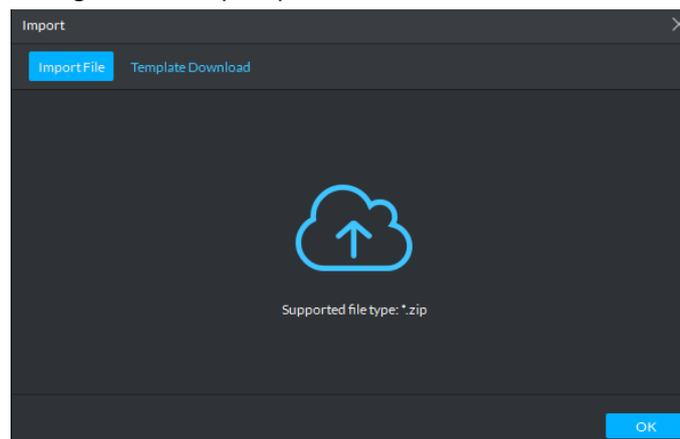 Import
Import File Template Download
Supported file type: *.zip
OK